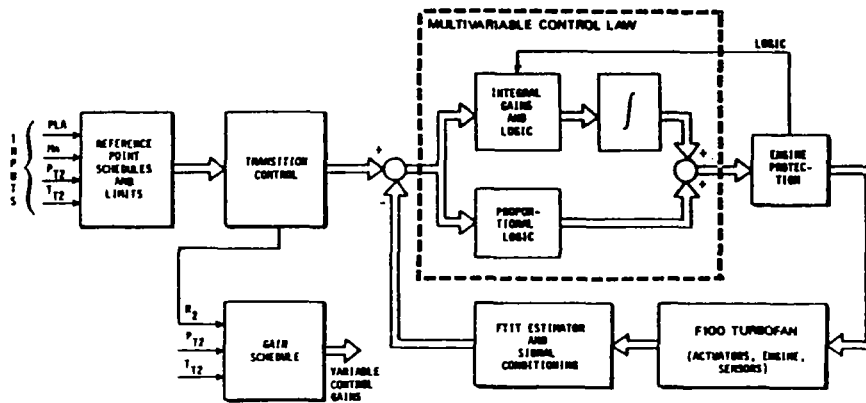 MULTIVARIABLE CONTROL LAW
LOGIC
INPUTS
PLA
Mn
PT2
TT2
REFERENCE
POINT
SCHEDULES
AND
LIMITS
TRANSITION
CONTROL
+
-
INTEGRAL
GAINS
AND
LOGIC
∫
+
+
PROPOR-
TIONAL
LOGIC
ENGINE
PROTEC-
TION
PT2
TT2
GAIN
SCHEDULE
VARIABLE
CONTROL
GAINS
FTIT ESTIMATOR
AND
SIGNAL
CONDITIONING
F100 TURBOFAN
(ACTUATORS, ENGINE,
SENSORS)